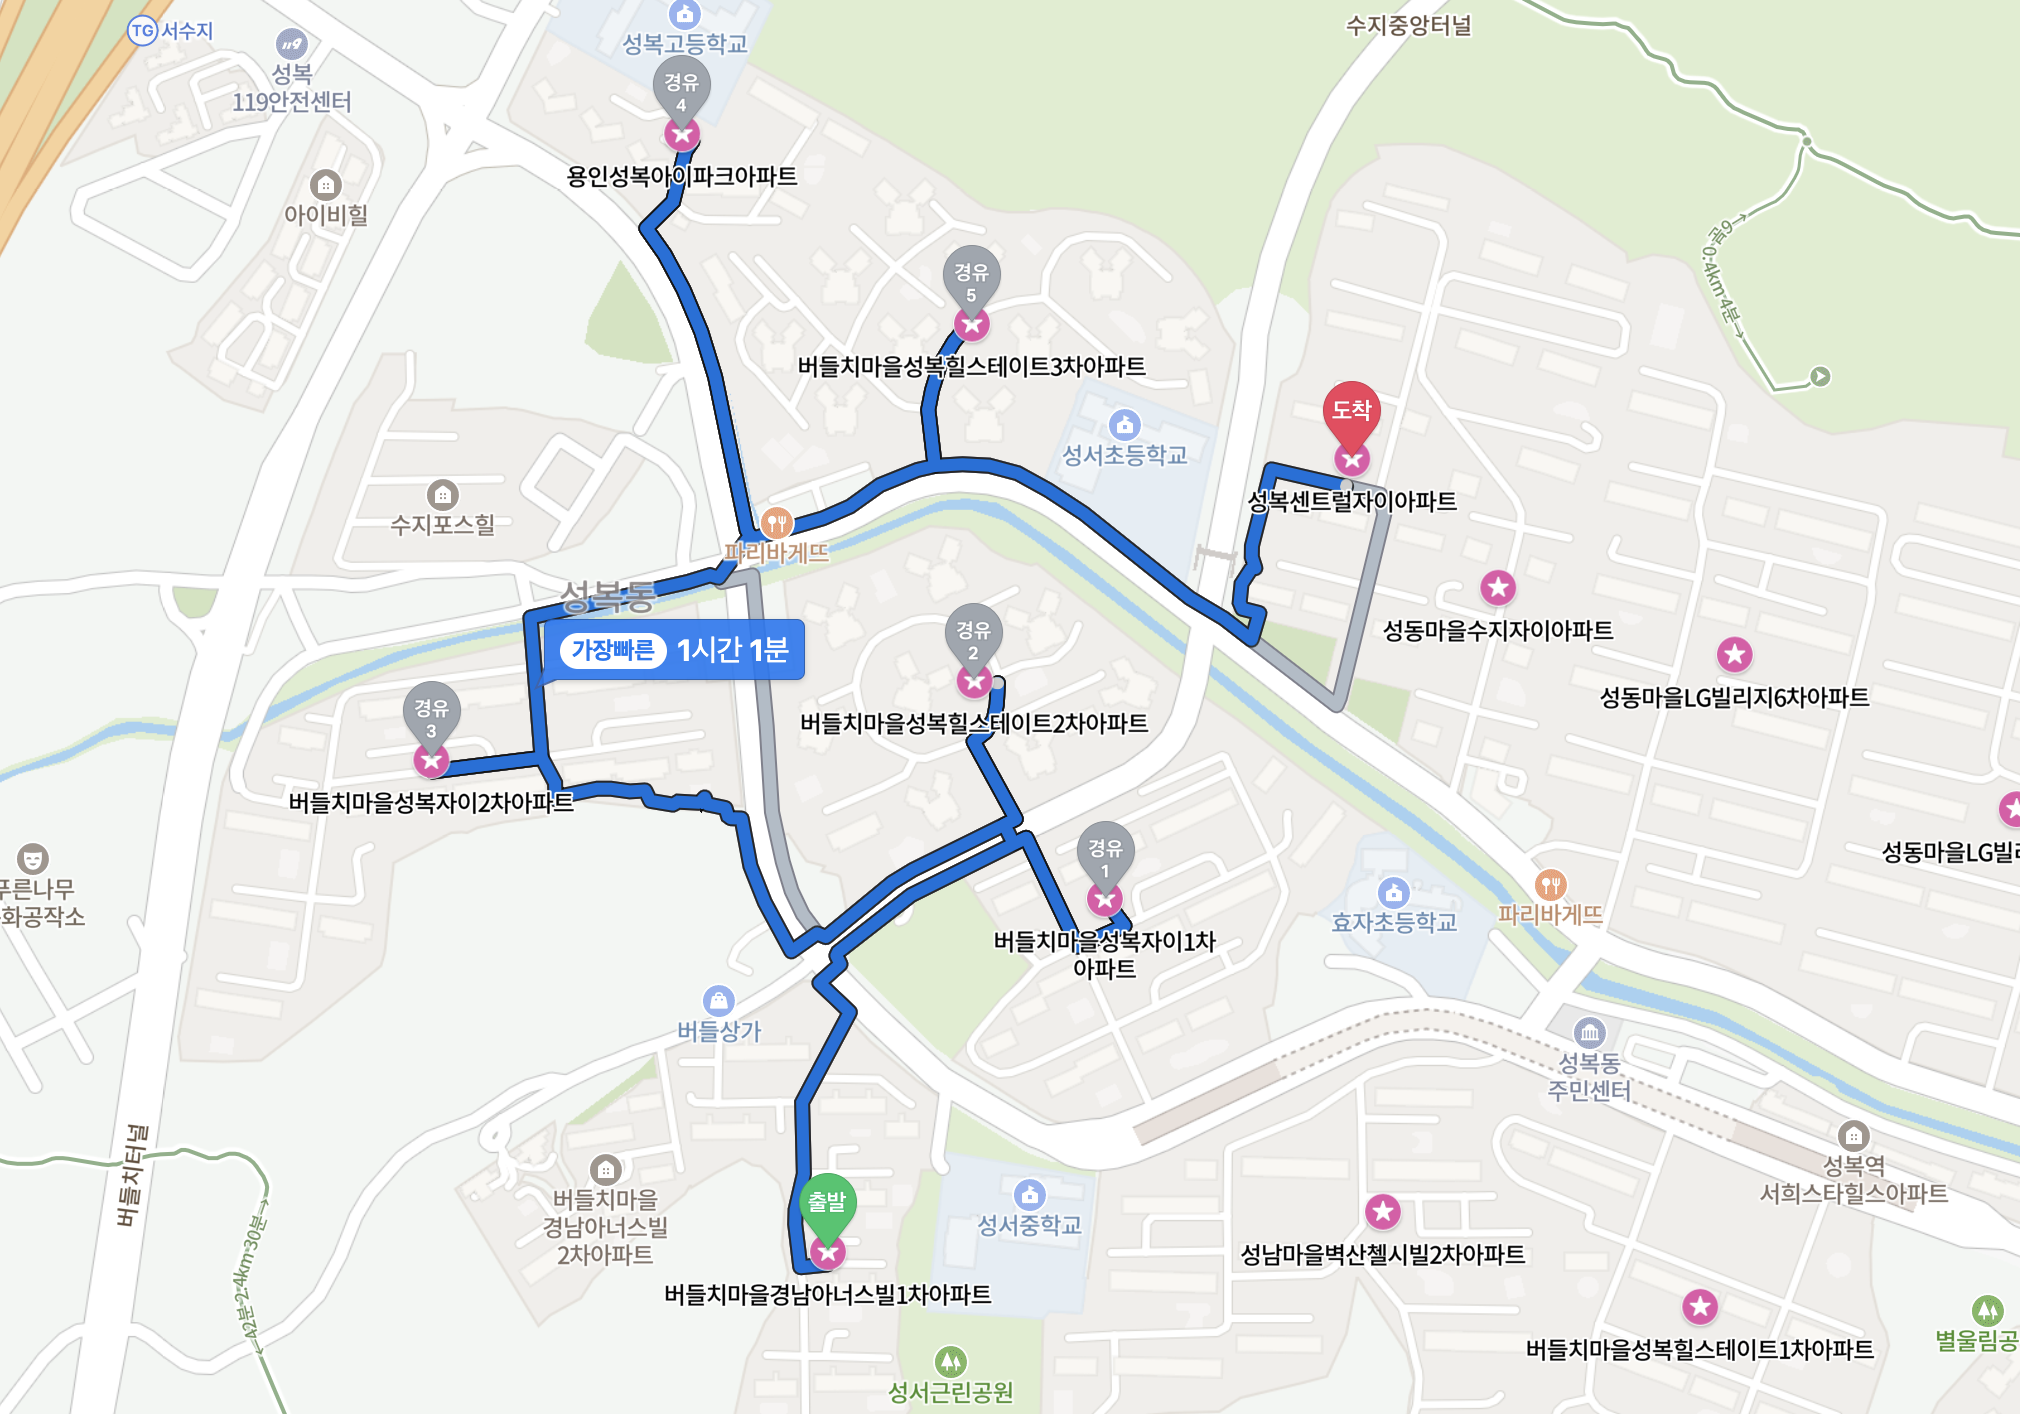 TG 서수지
119
성복
119안전센터
성복고등학교
경유
4
용인성복아이파크아파트
수지중앙터널
아이비힐
경유
5
버들치마을성복힐스테이트3차아파트
0.4km 4분
성서초등학교
도착
성복센트럴자이아파트
수지포스힐
파리바게뜨
성복동
가장빠른 1시간 1분
경유
2
버들치마을성복힐스테이트2차아파트
성동마을수지자이아파트
성동마을LG빌리지6차아파트
경유
3
버들치마을성복자이2차아파트
성동마을LG빌리
푸른나무
화공작소
경유
1
버들치마을성복자이1차
아파트
효자초등학교
파리바게뜨
버들상가
성복동
주민센터
버들치터널
성복역
서희스타힐스아파트
버들치마을
경남아너스빌
2차아파트
출발
버들치마을경남아너스빌1차아파트
성서중학교
성남마을벽산첼시빌2차아파트
42분 2.4km 30분
버들치마을성복힐스테이트1차아파트
별울림공
성서근린공원